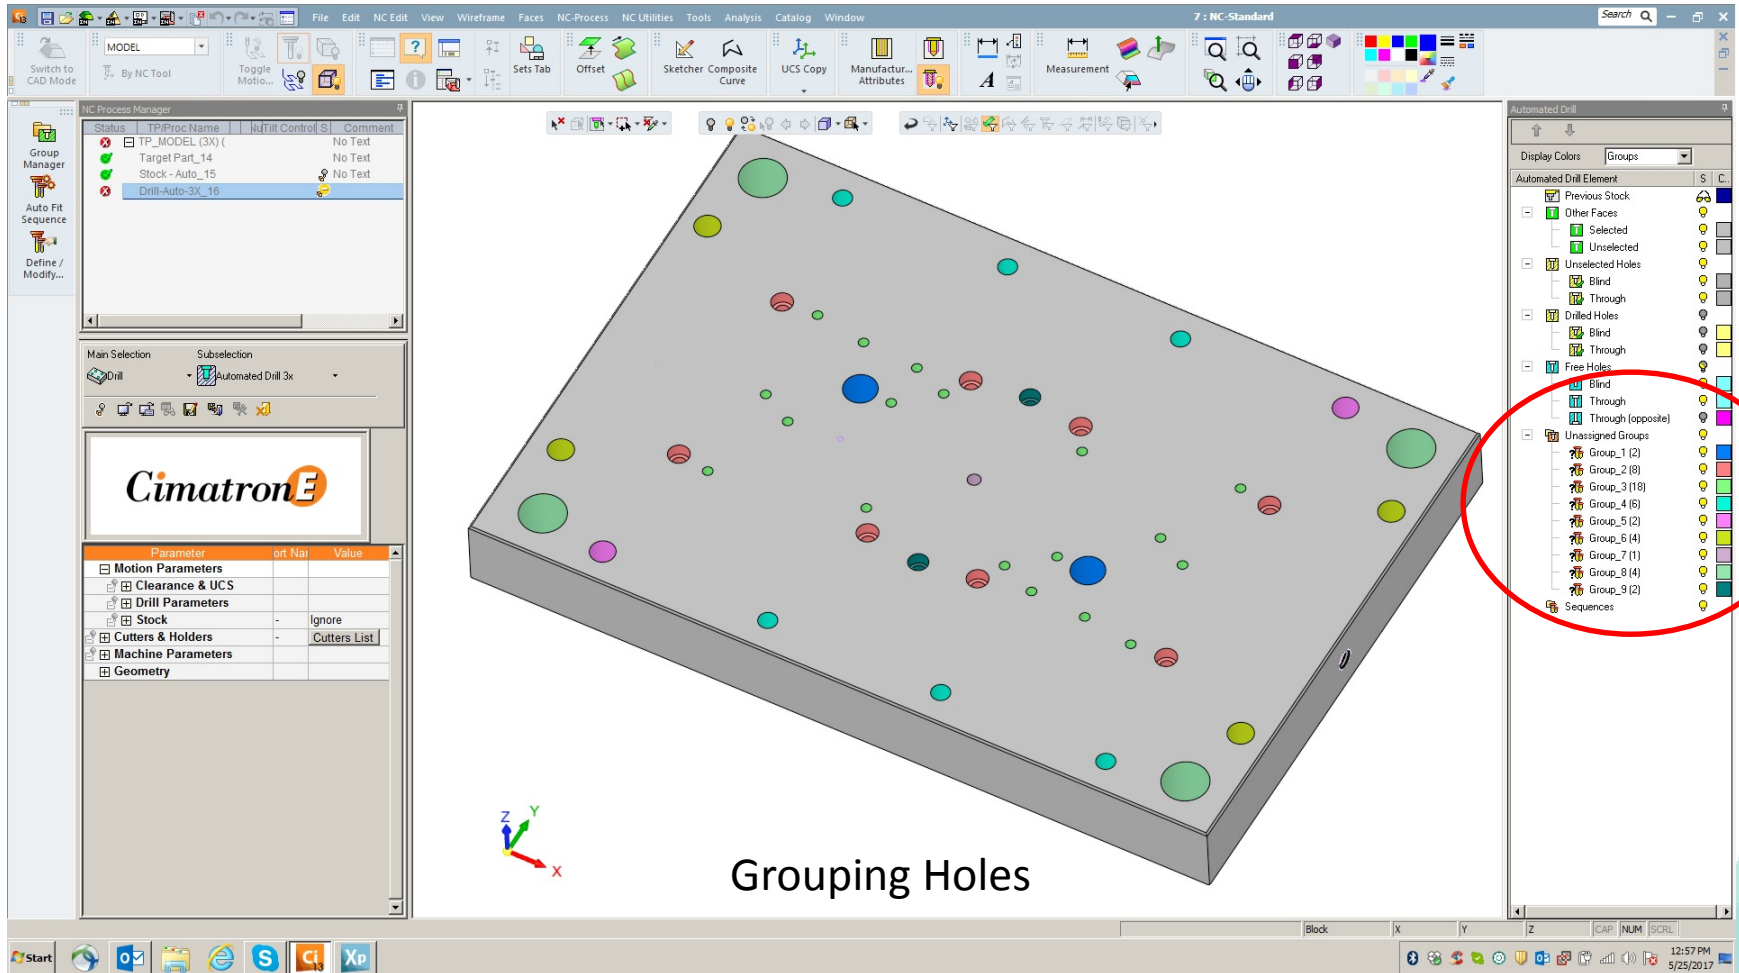 File Edit NC Edit View Wireframe Faces NC-Process NC Utilities Tools Analysis Catalog Window
7 : NC-Standard
Search
Switch to
CAD Mode
MODEL
By NC Tool
Toggle
Motio...
Sets Tab
Offset
Sketcher
Composite
Curve
UCS Copy
Manufactur...
Attributes
A
Measurement
Group
Manager
Auto Fit
Sequence
Define /
Modify...
NC Process Manager
Status TP/Proc Name Nu Tilt Control S Comment
TP_MODEL (3X) ( No Text
Target Part_14 No Text
Stock - Auto_15 No Text
Drill-Auto-3X_16
Main Selection Subselection
Drill Automated Drill 3x
CimatronE
Parameter ort Nar Value
Motion Parameters
Clearance & UCS
Drill Parameters
Stock - Ignore
Cutters & Holders - Cutters List
Machine Parameters
Geometry
Z
Y
X
Grouping Holes
Automated Drill
Display Colors Groups
Automated Drill Element S C..
Previous Stock
Other Faces
Selected
Unselected
Unselected Holes
Blind
Through
Drilled Holes
Blind
Through
Free Holes
Blind
Through
Through (opposite)
Unassigned Groups
Group_1 (2)
Group_2 (8)
Group_3 (18)
Group_4 (6)
Group_5 (2)
Group_6 (4)
Group_7 (1)
Group_8 (4)
Group_9 (2)
Sequences
Block X Y Z CAP NUM SCRL
Start
Ci
13
Xp
12:57 PM
5/25/2017